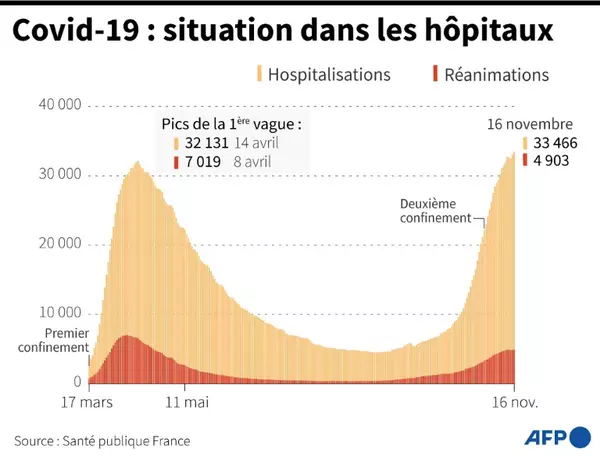 Covid-19 : situation dans les hôpitaux
Hospitalisations
Réanimations
40 000
Pics de la 1ère vague :
32 131 14 avril
7 019 8 avril
16 novembre
33 466
4 903
30 000
Deuxième
confinement
20 000
10 000
Premier
confinement
0
17 mars
11 mai
16 nov.
Source : Santé publique France
AFP